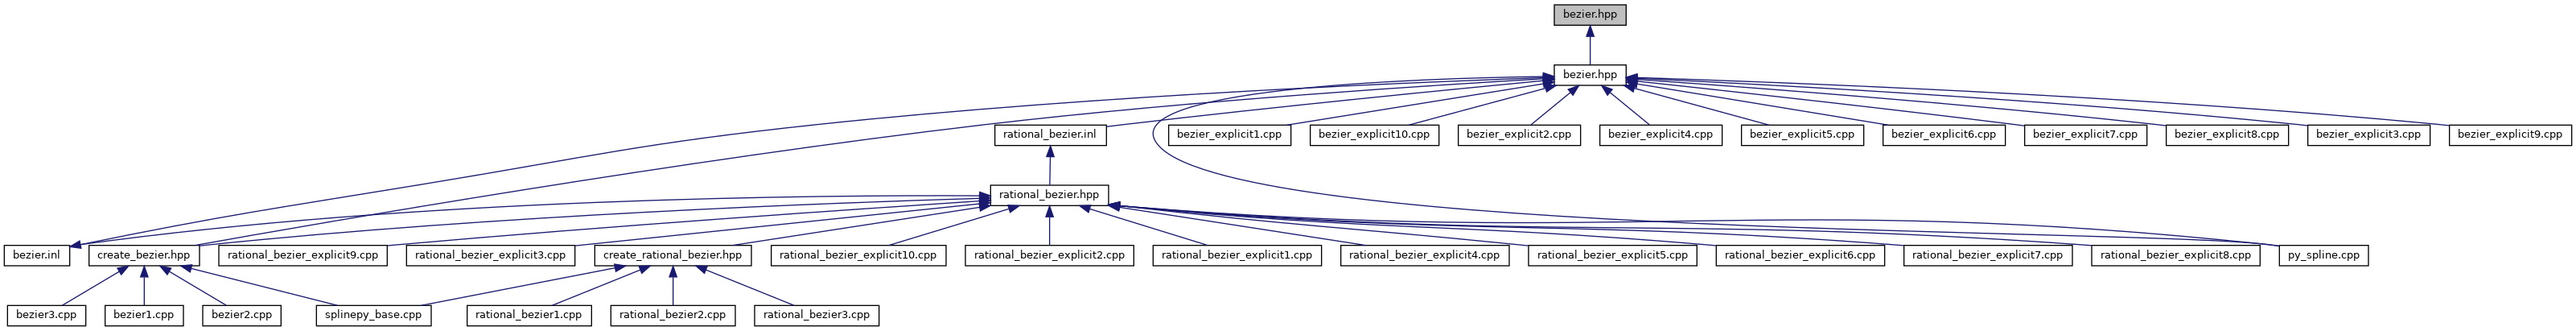 bezier.hpp
bezier.hpp
rational_bezier.inl
bezier_explicit1.cpp
bezier_explicit10.cpp
bezier_explicit2.cpp
bezier_explicit4.cpp
bezier_explicit5.cpp
bezier_explicit6.cpp
bezier_explicit7.cpp
bezier_explicit8.cpp
bezier_explicit3.cpp
bezier_explicit9.cpp
rational_bezier.hpp
bezier.inl
create_bezier.hpp
rational_bezier_explicit9.cpp
rational_bezier_explicit3.cpp
create_rational_bezier.hpp
rational_bezier_explicit10.cpp
rational_bezier_explicit2.cpp
rational_bezier_explicit1.cpp
rational_bezier_explicit4.cpp
rational_bezier_explicit5.cpp
rational_bezier_explicit6.cpp
rational_bezier_explicit7.cpp
rational_bezier_explicit8.cpp
py_spline.cpp
bezier3.cpp
bezier1.cpp
bezier2.cpp
splinepy_base.cpp
rational_bezier1.cpp
rational_bezier2.cpp
rational_bezier3.cpp